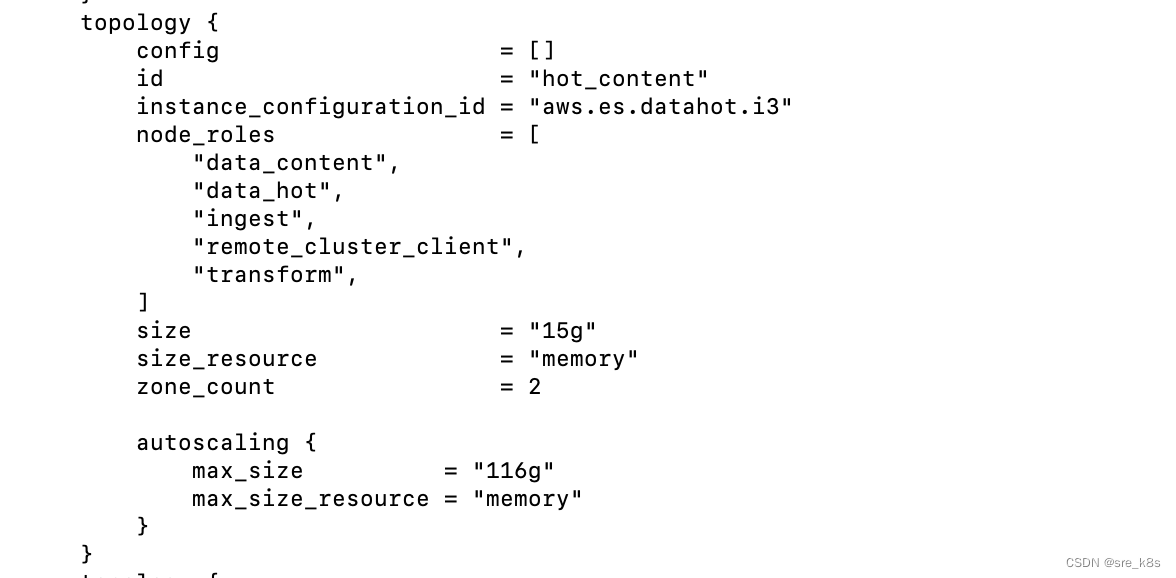 topology {
    config                    = []
    id                        = "hot_content"
    instance_configuration_id = "aws.es.datahot.i3"
    node_roles                = [
        "data_content",
        "data_hot",
        "ingest",
        "remote_cluster_client",
        "transform",
    ]
    size                      = "15g"
    size_resource             = "memory"
    zone_count                = 2

    autoscaling {
        max_size          = "116g"
        max_size_resource = "memory"
    }
}
CSDN @sre_k8s